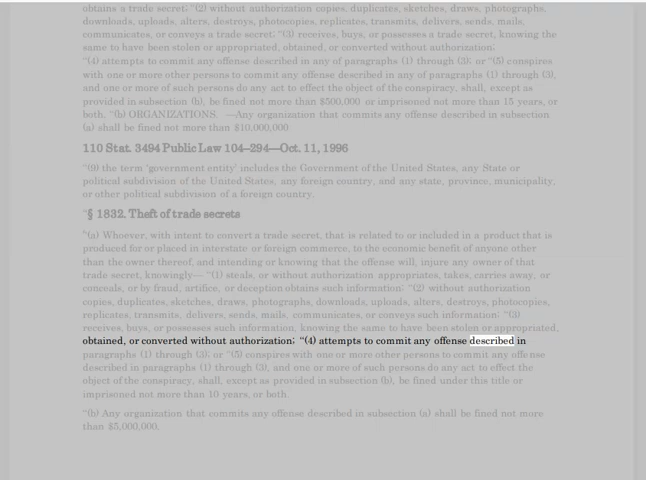 obtains a trade secret; "(2) without authorization copies, duplicates, sketches, draws, photographs,
downloads, uploads, alters, destroys, photocopies, replicates, transmits, delivers, sends, mails,
communicates, or conveys a trade secret; "(3) receives, buys, or possesses a trade secret, knowing the
same to have been stolen or appropriated, obtained, or converted without authorization;
"(4) attempts to commit any offense described in any of paragraphs (1) through (3); or "(5) conspires
with one or more other persons to commit any offense described in any of paragraphs (1) through (3),
and one or more of such persons do any act to effect the object of the conspiracy, shall, except as
provided in subsection (b), be fined not more than $500,000 or imprisoned not more than 15 years, or
both. "(b) ORGANIZATIONS. —Any organization that commits any offense described in subsection
(a) shall be fined not more than $10,000,000
110 Stat. 3494 Public Law 104–294—Oct. 11, 1996
"(9) the term 'government entity' includes the Government of the United States, any State or
political subdivision of the United States, any foreign country, and any state, province, municipality,
or other political subdivision of a foreign country.
"§ 1832. Theft of trade secrets
"(a) Whoever, with intent to convert a trade secret, that is related to or included in a product that is
produced for or placed in interstate or foreign commerce, to the economic benefit of anyone other
than the owner thereof, and intending or knowing that the offense will, injure any owner of that
trade secret, knowingly— "(1) steals, or without authorization appropriates, takes, carries away, or
conceals, or by fraud, artifice, or deception obtains such information; "(2) without authorization
copies, duplicates, sketches, draws, photographs, downloads, uploads, alters, destroys, photocopies,
replicates, transmits, delivers, sends, mails, communicates, or conveys such information; "(3)
receives, buys, or possesses such information, knowing the same to have been stolen or appropriated,
obtained, or converted without authorization; "(4) attempts to commit any offense described in
paragraphs (1) through (3); or "(5) conspires with one or more other persons to commit any offense
described in paragraphs (1) through (3), and one or more of such persons do any act to effect the
object of the conspiracy, shall, except as provided in subsection (b), be fined under this title or
imprisoned not more than 10 years, or both.
"(b) Any organization that commits any offense described in subsection (a) shall be fined not more
than $5,000,000.